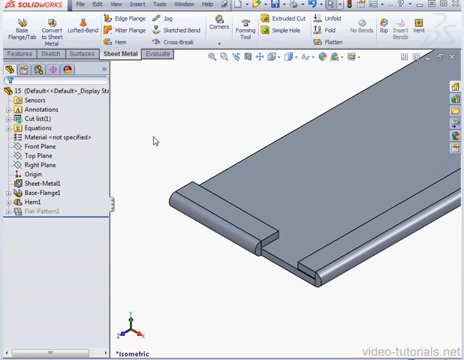 SOLIDWORKS
File Edit View Insert Tools Window Help
Base Flange/Tab
Convert to Sheet Metal
Lofted-Bend
Edge Flange
Miter Flange
Hem
Jog
Sketched Bend
Cross-Break
Corners
Forming Tool
Extruded Cut
Simple Hole
Vent
Unfold
Fold
Flatten
No Bends
Rip
Insert Bends
Features Sketch Surfaces Sheet Metal Evaluate
15 (Default<<Default>_Display Sta
Sensors
Annotations
Cut list(1)
Equations
Material <not specified>
Front Plane
Top Plane
Right Plane
Origin
Sheet-Metal1
Base-Flange1
Hem1
Flat-Pattern1
Y
X
Z
*Isometric
video-tutorials.net